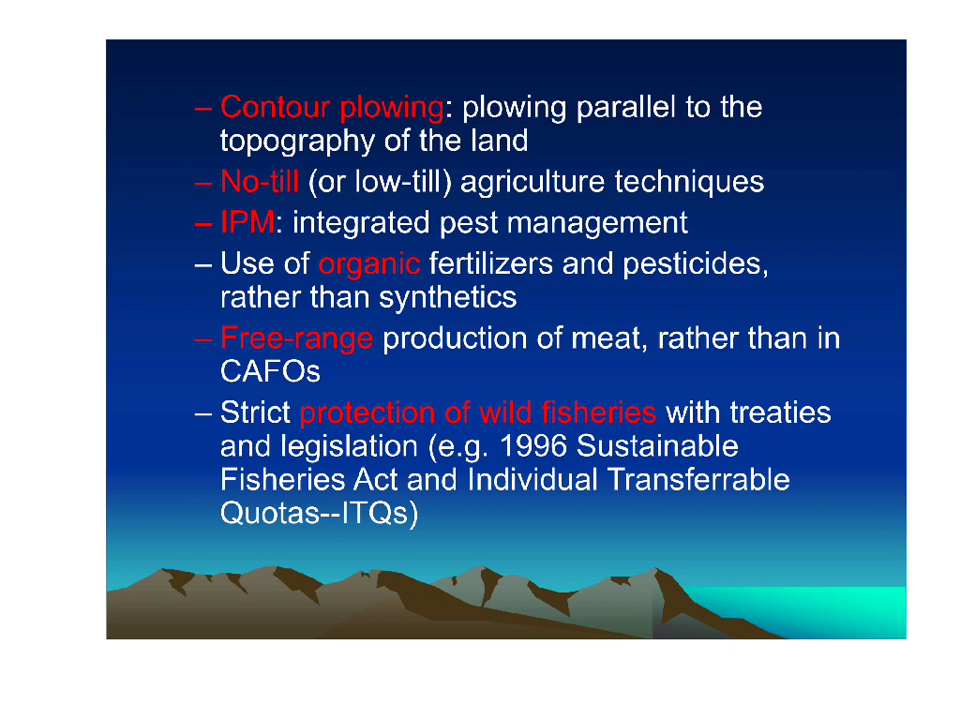 – Contour plowing: plowing parallel to the
topography of the land
– No-till (or low-till) agriculture techniques
– IPM: integrated pest management
– Use of organic fertilizers and pesticides,
rather than synthetics
– Free-range production of meat, rather than in
CAFOs
– Strict protection of wild fisheries with treaties
and legislation (e.g. 1996 Sustainable
Fisheries Act and Individual Transferrable
Quotas--ITQs)